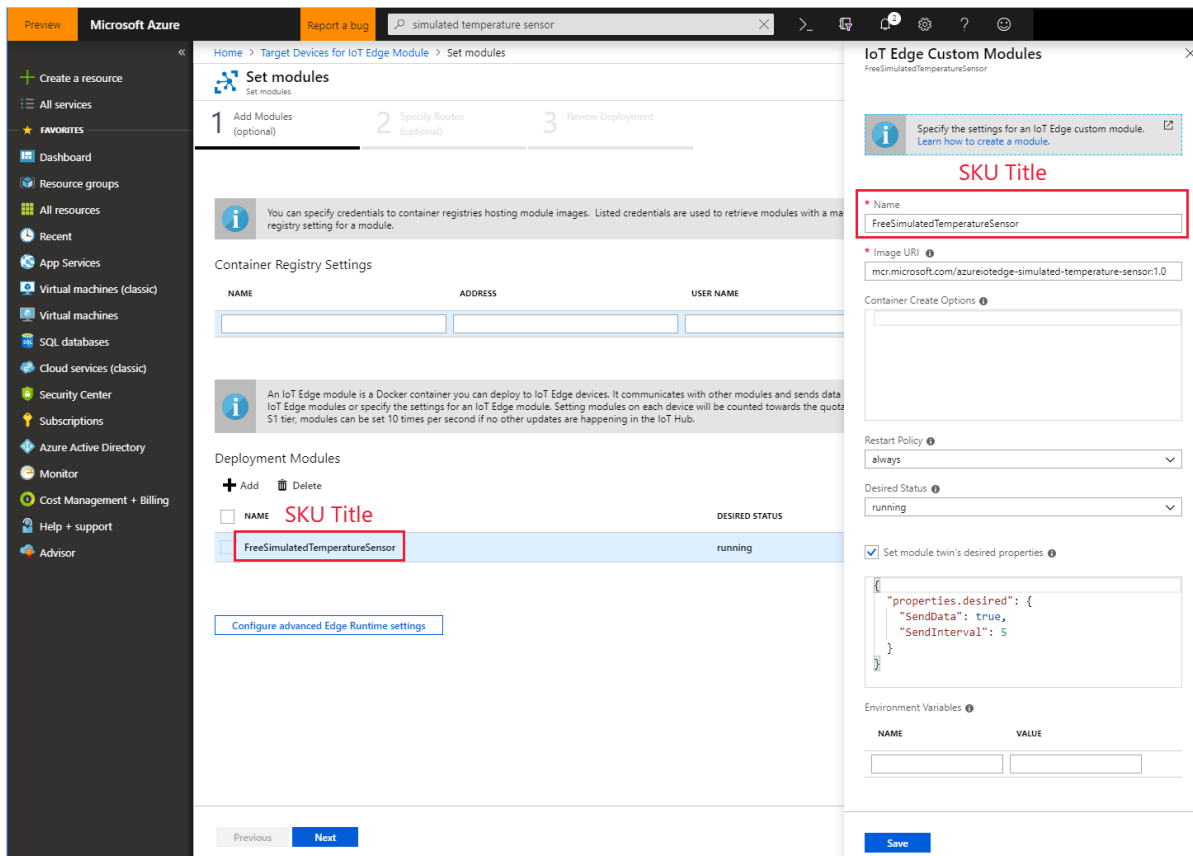 Preview
Microsoft Azure
Report a bug
simulated temperature sensor
2
«
Create a resource
All services
FAVORITES
Dashboard
Resource groups
All resources
Recent
App Services
Virtual machines (classic)
Virtual machines
SQL databases
Cloud services (classic)
Security Center
Subscriptions
Azure Active Directory
Monitor
Cost Management + Billing
Help + support
Advisor
Home > Target Devices for IoT Edge Module > Set modules
Set modules
Set modules
1 Add Modules
(optional)
2 Specify Routes
(optional)
3 Review Deployment
You can specify credentials to container registries hosting module images. Listed credentials are used to retrieve modules with a ma
registry setting for a module.
Container Registry Settings
NAME ADDRESS USER NAME
An IoT Edge module is a Docker container you can deploy to IoT Edge devices. It communicates with other modules and sends data
IoT Edge modules or specify the settings for an IoT Edge module. Setting modules on each device will be counted towards the quota
S1 tier, modules can be set 10 times per second if no other updates are happening in the IoT Hub.
Deployment Modules
Add Delete
NAME SKU Title DESIRED STATUS
FreeSimulatedTemperatureSensor running
Configure advanced Edge Runtime settings
Previous Next
IoT Edge Custom Modules
FreeSimulatedTemperatureSensor
Specify the settings for an IoT Edge custom module.
Learn how to create a module.
SKU Title
* Name
FreeSimulatedTemperatureSensor
* Image URI
mcr.microsoft.com/azureiotedge-simulated-temperature-sensor:1.0
Container Create Options
Restart Policy
always
Desired Status
running
Set module twin's desired properties
{
"properties.desired": {
"SendData": true,
"SendInterval": 5
}
}
Environment Variables
NAME VALUE
Save